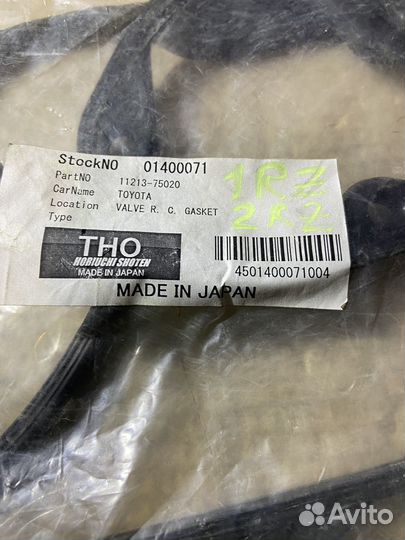 StockNO 01400071
PartNO 11213-75020
CarName TOYOTA
Location VALVE R. C. GASKET
Type
1R.Z
2RZ.
THO
HORIUCHI SHOTEN
MADE IN JAPAN
4501400071004
MADE IN JAPAN
Avito